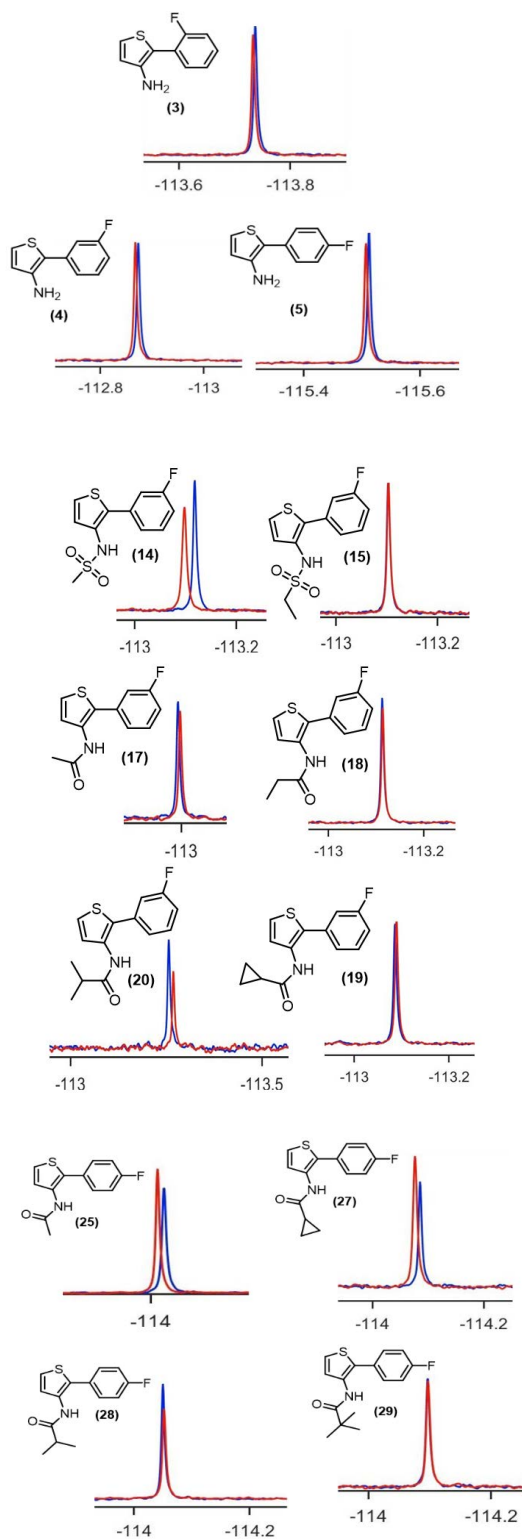 F
S
NH₂
(3)
-113.6 -113.8
F
S
NH₂
(4)
-112.8 -113
S
F
NH₂
(5)
-115.4 -115.6
F
S
NH
O
S
O
(14)
-113 -113.2
F
S
NH
S
O
O
(15)
-113 -113.2
F
S
NH
O
(17)
-113
F
S
NH
O
(18)
-113 -113.2
F
S
N
H
O
(20)
-113 -113.5
F
S
NH
O
(19)
-113 -113.2
F
S
NH
O
(25)
-114
F
S
NH
O
(27)
-114 -114.2
F
S
NH
O
(28)
-114 -114.2
F
S
NH
O
(29)
-114 -114.2